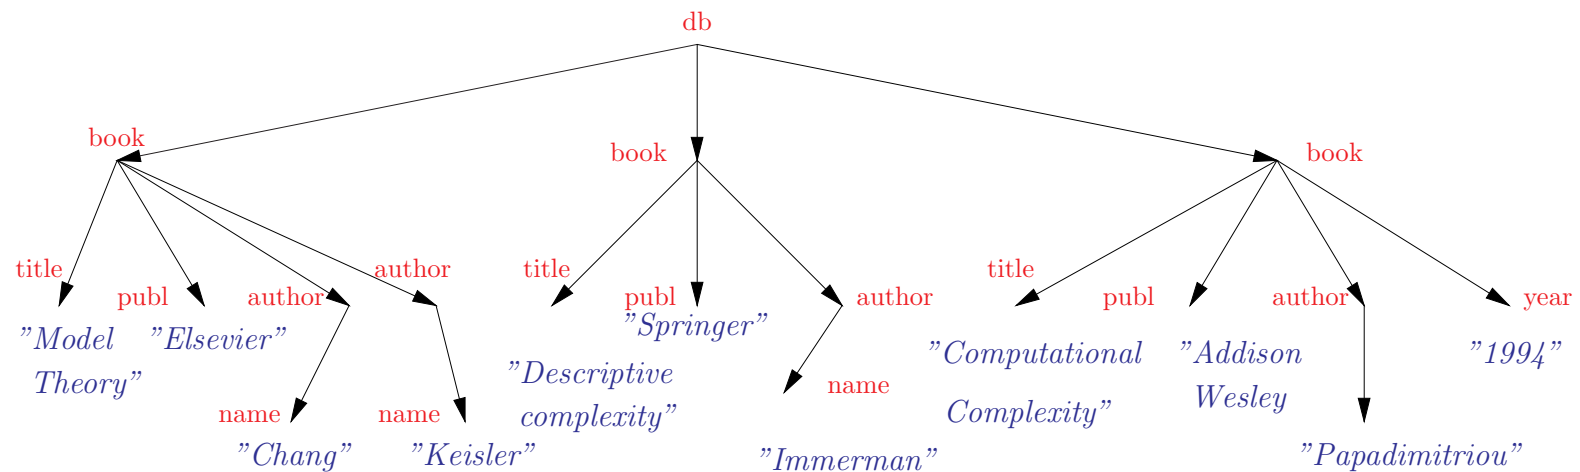 db
book
book
book
title
author
title
title
publ
author
publ
author
publ
author
year
"Model
Theory"
"Elsevier"
"Springer"
"Descriptive
complexity"
"Computational
Complexity"
"Addison
Wesley
"1994"
name
name
name
"Chang"
"Keisler"
"Immerman"
"Papadimitriou"